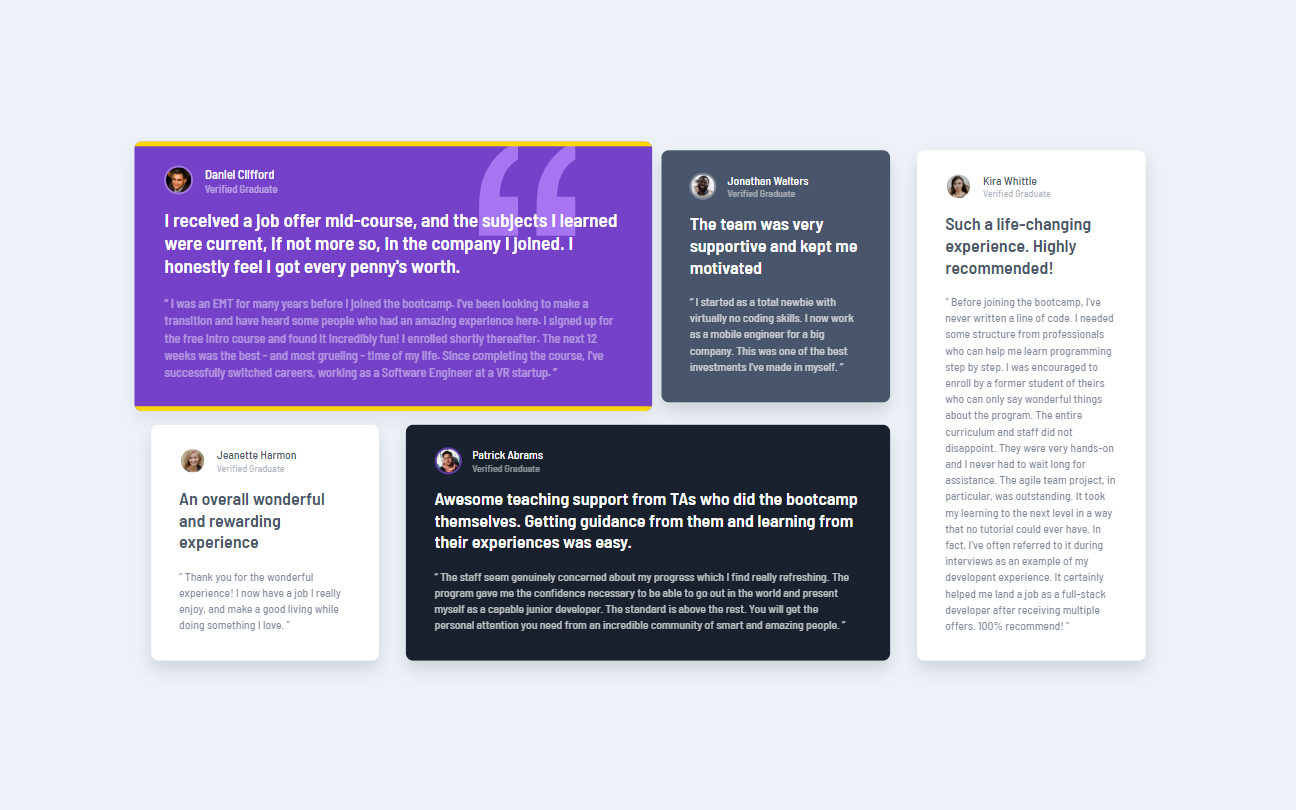 “
Daniel Clifford
Verified Graduate
I received a job offer mid-course, and the subjects I learned
were current, if not more so, in the company I joined. I
honestly feel I got every penny's worth.
“ I was an EMT for many years before I joined the bootcamp. I've been looking to make a
transition and have heard some people who had an amazing experience here. I signed up for
the free intro course and found it incredibly fun! I enrolled shortly thereafter. The next 12
weeks was the best - and most grueling - time of my life. Since completing the course, I've
successfully switched careers, working as a Software Engineer at a VR startup. ”
Jonathan Walters
Verified Graduate
The team was very
supportive and kept me
motivated
“ I started as a total newbie with
virtually no coding skills. I now work
as a mobile engineer for a big
company. This was one of the best
investments I've made in myself. ”
Kira Whittle
Verified Graduate
Such a life-changing
experience. Highly
recommended!
“ Before joining the bootcamp, I've
never written a line of code. I needed
some structure from professionals
who can help me learn programming
step by step. I was encouraged to
enroll by a former student of theirs
who can only say wonderful things
about the program. The entire
curriculum and staff did not
disappoint. They were very hands-on
and I never had to wait long for
assistance. The agile team project, in
particular, was outstanding. It took
my learning to the next level in a way
that no tutorial could ever have. In
fact, I've often referred to it during
interviews as an example of my
developent experience. It certainly
helped me land a job as a full-stack
developer after receiving multiple
offers. 100% recommend! ”
Jeanette Harmon
Verified Graduate
An overall wonderful
and rewarding
experience
“ Thank you for the wonderful
experience! I now have a job I really
enjoy, and make a good living while
doing something I love. ”
Patrick Abrams
Verified Graduate
Awesome teaching support from TAs who did the bootcamp
themselves. Getting guidance from them and learning from
their experiences was easy.
“ The staff seem genuinely concerned about my progress which I find really refreshing. The
program gave me the confidence necessary to be able to go out in the world and present
myself as a capable junior developer. The standard is above the rest. You will get the
personal attention you need from an incredible community of smart and amazing people. ”